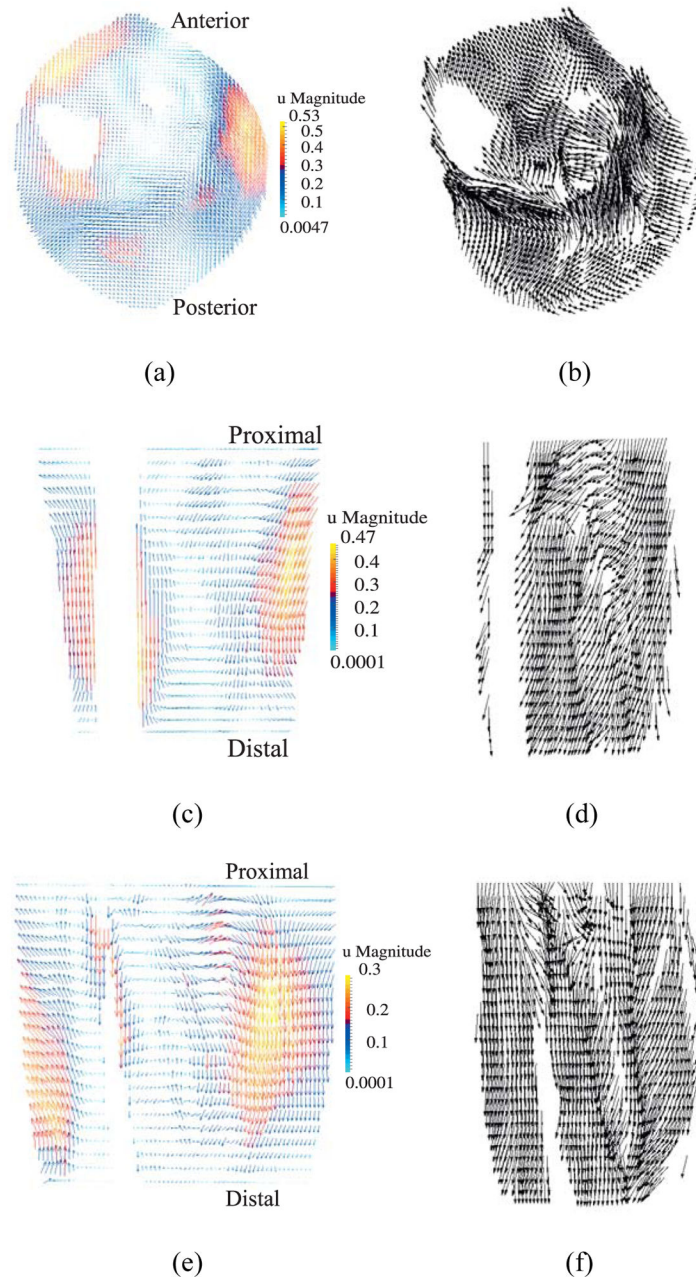 Anterior
u Magnitude
0.53
0.5
0.4
0.3
0.2
0.1
0.0047
Posterior
(a)
(b)
Proximal
u Magnitude
0.47
0.4
0.3
0.2
0.1
0.0001
Distal
(c)
(d)
Proximal
u Magnitude
0.3
0.2
0.1
0.0001
Distal
(e)
(f)